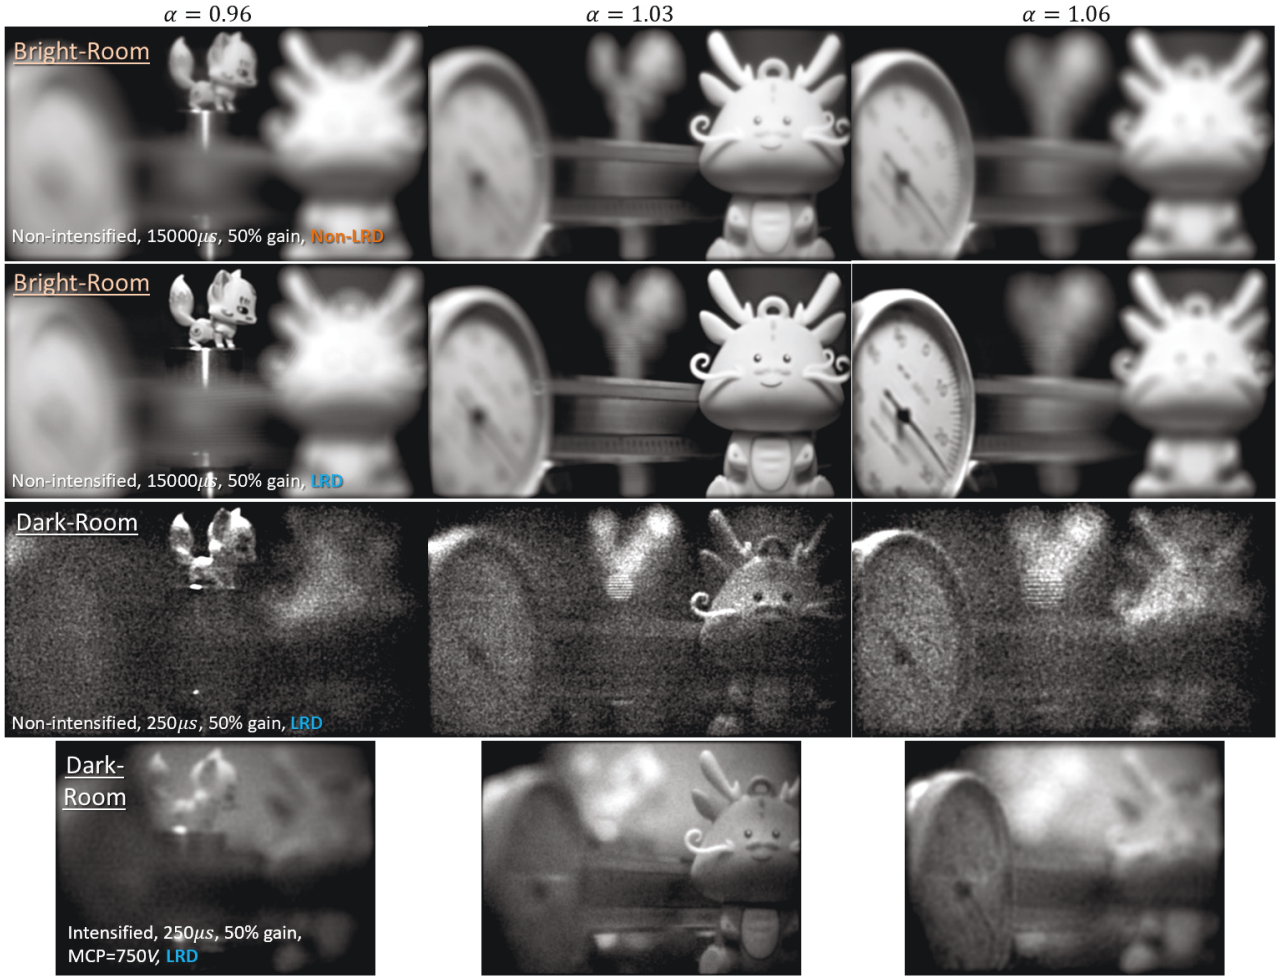 α = 0.96
α = 1.03
α = 1.06
Bright-Room
Non-intensified, 15000μs, 50% gain, Non-LRD
Bright-Room
Non-intensified, 15000μs, 50% gain, LRD
Dark-Room
Non-intensified, 250μs, 50% gain, LRD
Dark-
Room
Intensified, 250μs, 50% gain,
MCP=750V, LRD